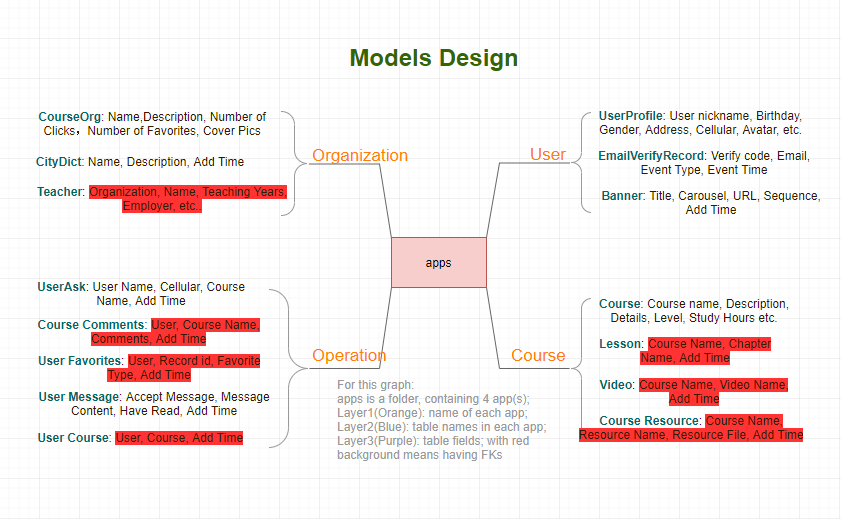 Models Design
CourseOrg: Name,Description, Number of
Clicks，Number of Favorites, Cover Pics
CityDict: Name, Description, Add Time
Teacher: Organization, Name, Teaching Years,
Employer, etc..
Organization
User
UserProfile: User nickname, Birthday,
Gender, Address, Cellular, Avatar, etc.
EmailVerifyRecord: Verify code, Email,
Event Type, Event Time
Banner: Title, Carousel, URL, Sequence,
Add Time
apps
UserAsk: User Name, Cellular, Course
Name, Add Time
Course Comments: User, Course Name,
Comments, Add Time
User Favorites: User, Record id, Favorite
Type, Add Time
User Message: Accept Message, Message
Content, Have Read, Add Time
User Course: User, Course, Add Time
Operation
Course
Course: Course name, Description,
Details, Level, Study Hours etc.
Lesson: Course Name, Chapter
Name, Add Time
Video: Course Name, Video Name,
Add Time
Course Resource: Course Name,
Resource Name, Resource File, Add Time
For this graph:
apps is a folder, containing 4 app(s);
Layer1(Orange): name of each app;
Layer2(Blue): table names in each app;
Layer3(Purple): table fields; with red
background means having FKs